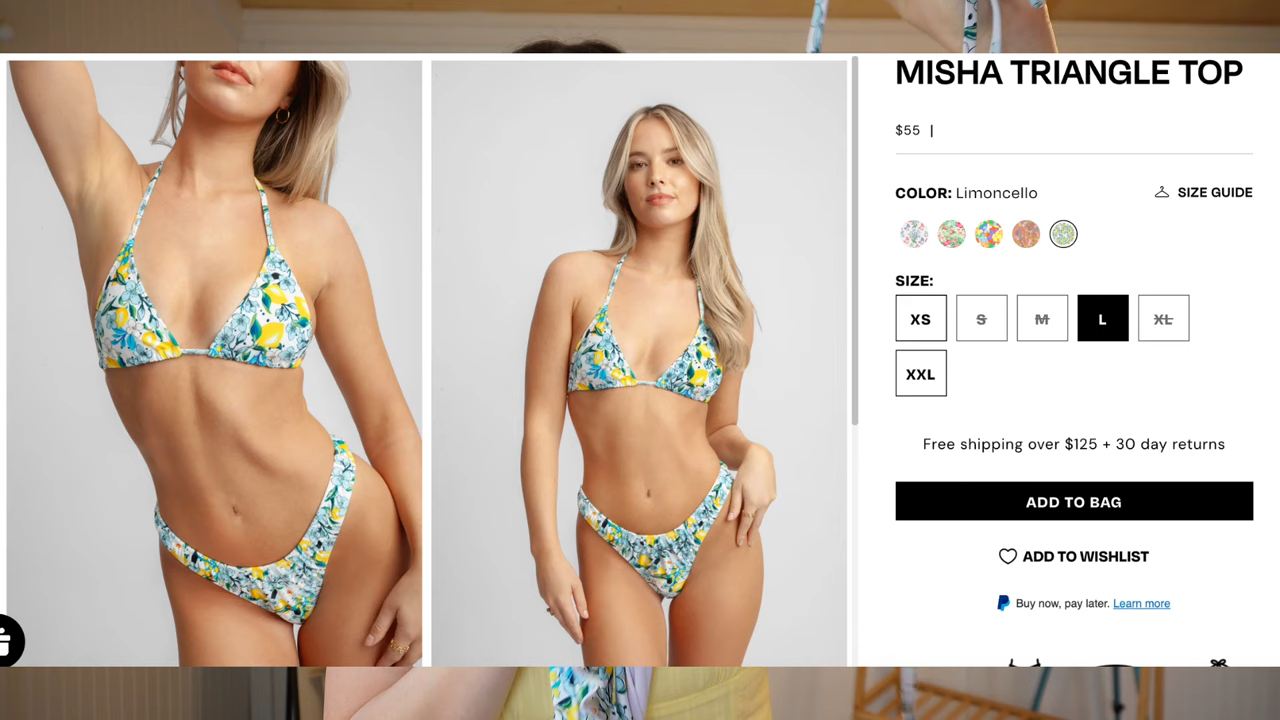 MISHA TRIANGLE TOP
$55 |
COLOR: Limoncello
SIZE GUIDE
SIZE:
XS S M L XL
XXL
Free shipping over $125 + 30 day returns
ADD TO BAG
ADD TO WISHLIST
Buy now, pay later. Learn more